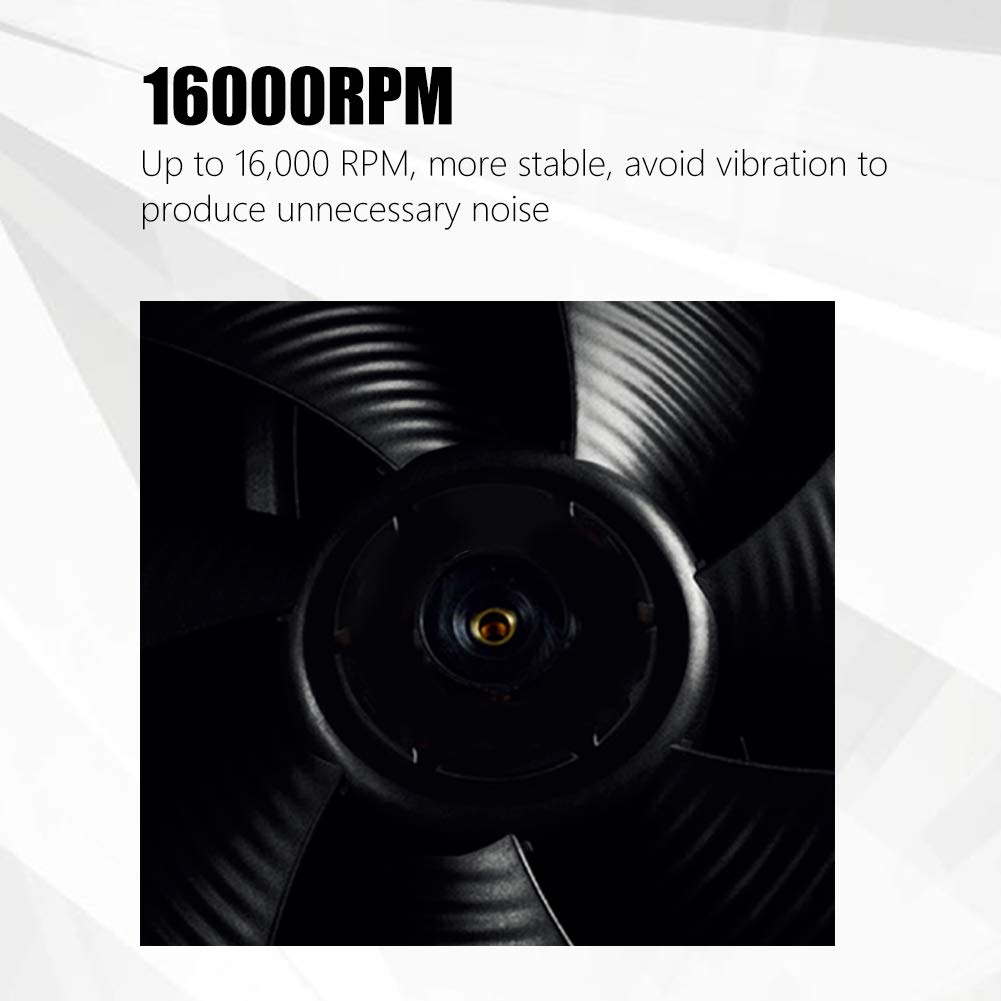 16000RPM
Up to 16,000 RPM, more stable, avoid vibration to
produce unnecessary noise